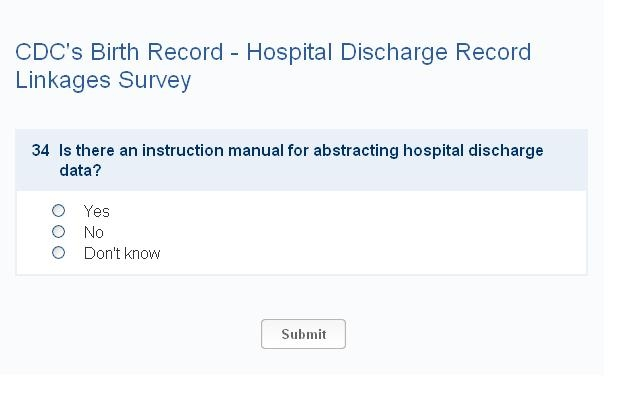 CDC's Birth Record - Hospital Discharge Record
Linkages Survey
34 Is there an instruction manual for abstracting hospital discharge
data?
Yes
No
Don't know
Submit